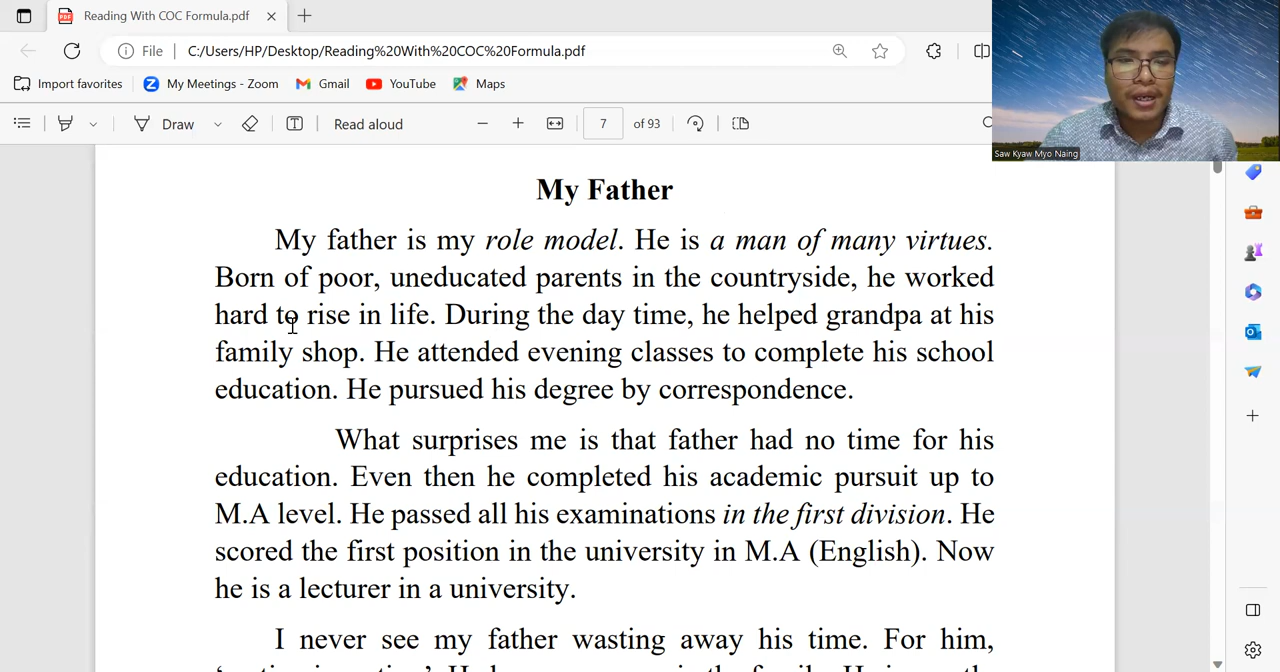 Reading With COC Formula.pdf
File
C:/Users/HP/Desktop/Reading%20With%20COC%20Formula.pdf
Import favorites
My Meetings - Zoom
Gmail
YouTube
Maps
Draw
Read aloud
7
of 93
Saw Kyaw Myo Naing
My Father
My father is my role model. He is a man of many virtues.
Born of poor, uneducated parents in the countryside, he worked
hard to rise in life. During the day time, he helped grandpa at his
family shop. He attended evening classes to complete his school
education. He pursued his degree by correspondence.
What surprises me is that father had no time for his
education. Even then he completed his academic pursuit up to
M.A level. He passed all his examinations in the first division. He
scored the first position in the university in M.A (English). Now
he is a lecturer in a university.
I never see my father wasting away his time. For him,